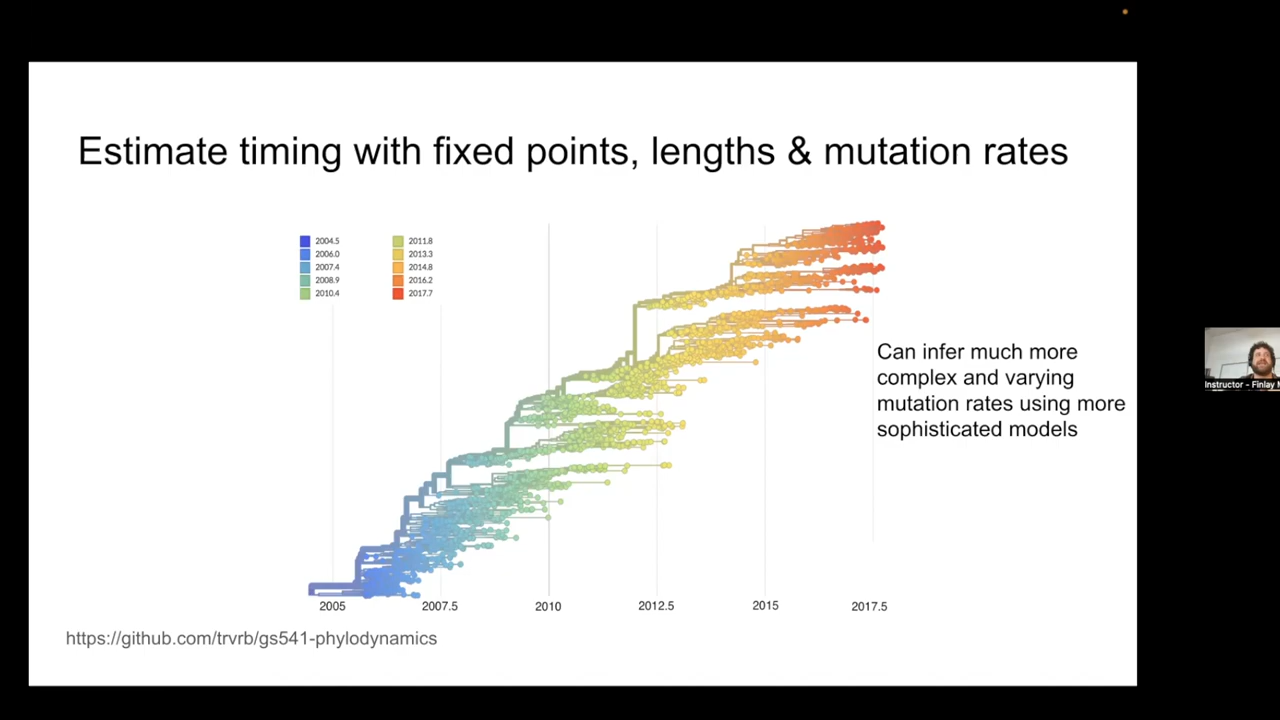 Estimate timing with fixed points, lengths & mutation rates
2004.5
2006.0
2007.4
2008.9
2010.4
2011.8
2013.3
2014.8
2016.2
2017.7
Can infer much more
complex and varying
mutation rates using more
sophisticated models
2005
2007.5
2010
2012.5
2015
2017.5
https://github.com/trvrb/gs541-phylodynamics
Instructor - Finlay